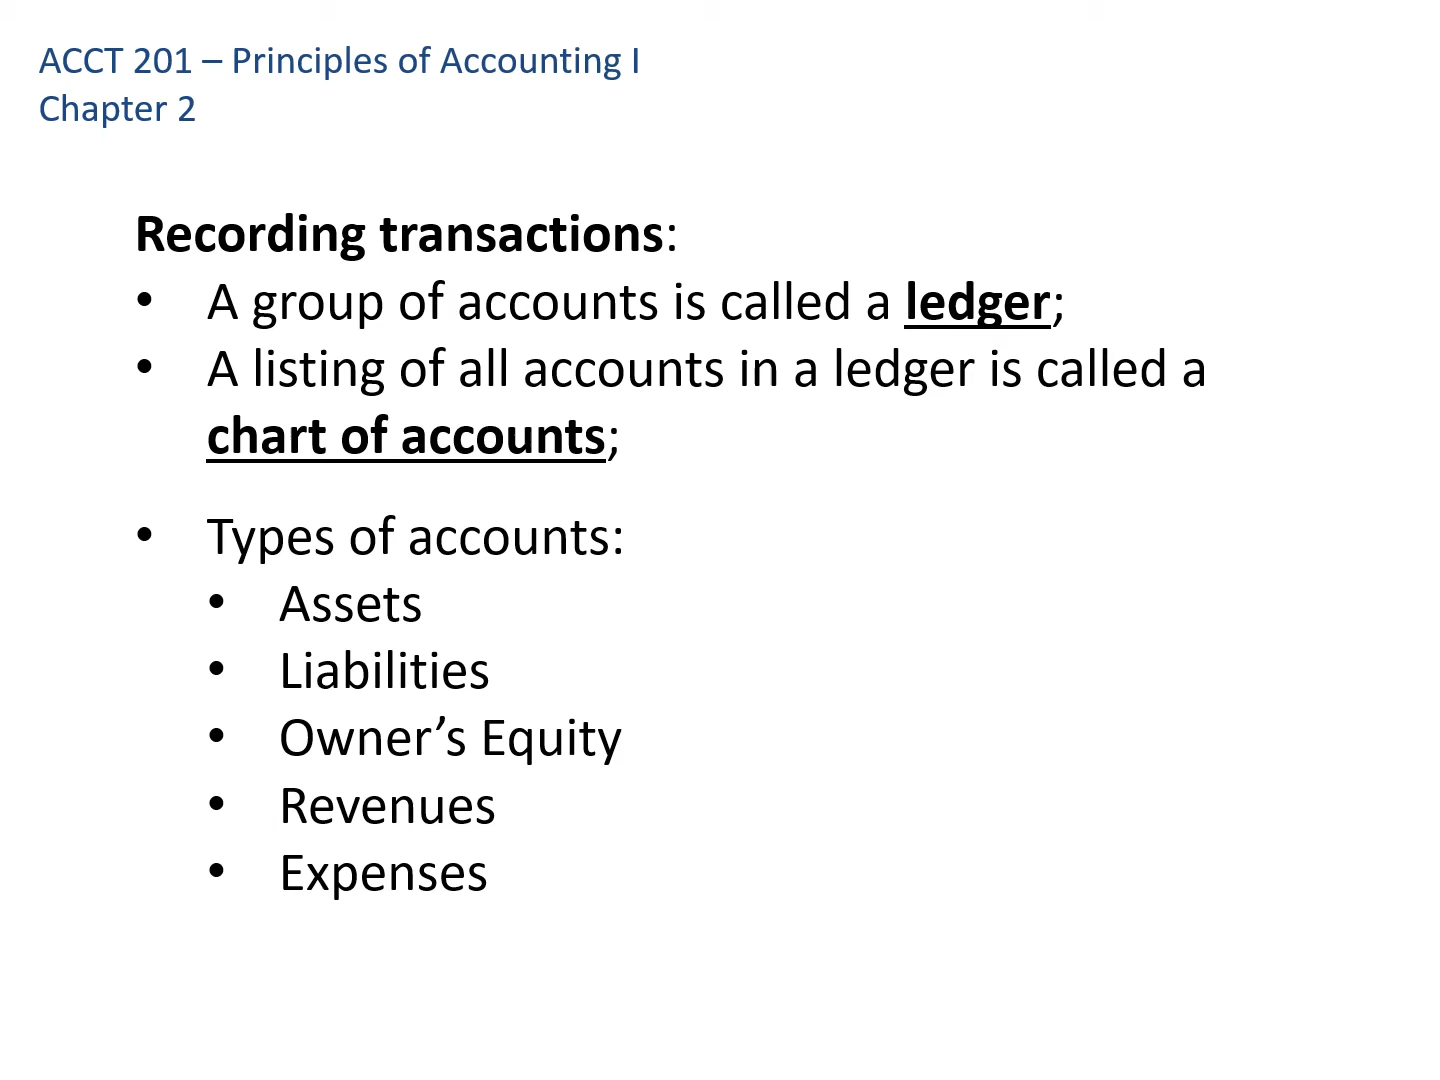 ACCT 201 – Principles of Accounting I
Chapter 2
Recording transactions:
• A group of accounts is called a ledger;
• A listing of all accounts in a ledger is called a
chart of accounts;
• Types of accounts:
• Assets
• Liabilities
• Owner’s Equity
• Revenues
• Expenses